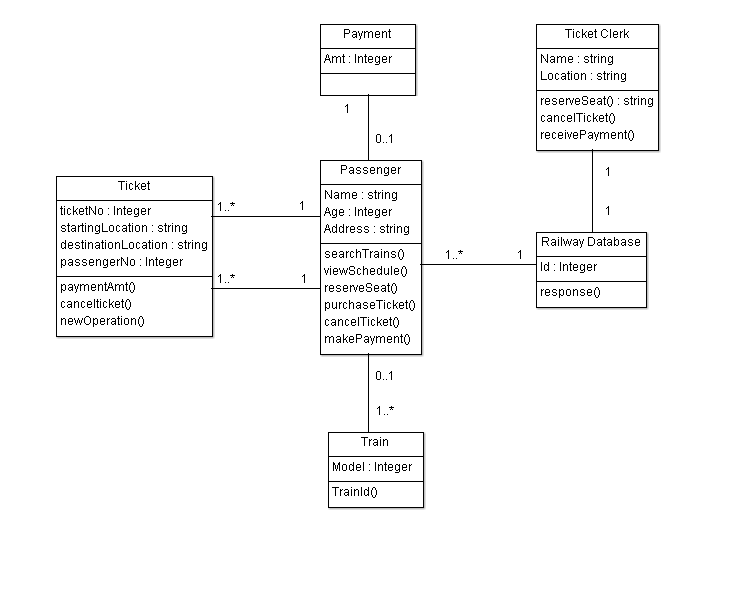 Payment
Amt : Integer
1
0..1
Ticket Clerk
Name : string
Location : string
reserveSeat() : string
cancelTicket()
receivePayment()
1
1
Ticket
ticketNo : Integer
startingLocation : string
destinationLocation : string
passengerNo : Integer
paymentAmt()
cancelticket()
newOperation()
1..*
1
1..*
1
Passenger
Name : string
Age : Integer
Address : string
searchTrains()
viewSchedule()
reserveSeat()
purchaseTicket()
cancelTicket()
makePayment()
1..*
1
Railway Database
Id : Integer
response()
0..1
1..*
Train
Model : Integer
TrainId()